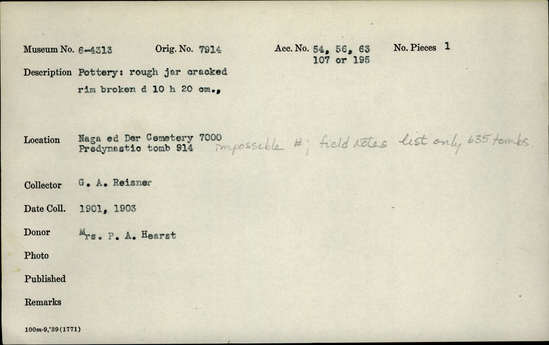 Museum No. 6-4313 Orig. No. 7914 Acc. No. 54, 56, 63 No. Pieces 1
107 or 195
Description Pottery: rough jar cracked
rim broken d 10 h 20 cm.,
Location Naga ed Der Cemetery 7000
Predynastic tomb 914 impossible #; field notes list only 635 tombs.
Collector G. A. Reisner
Date Coll. 1901, 1903
Donor Mrs. P. A. Hearst
Photo
Published
Remarks
100m-9,'39(1771)